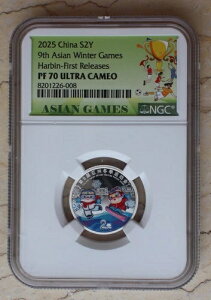 2025 China S2Y
9th Asian Winter Games
Harbin-First Releases
PF 70 ULTRA CAMEO
8201226-008
ASIAN GAMES
NGC